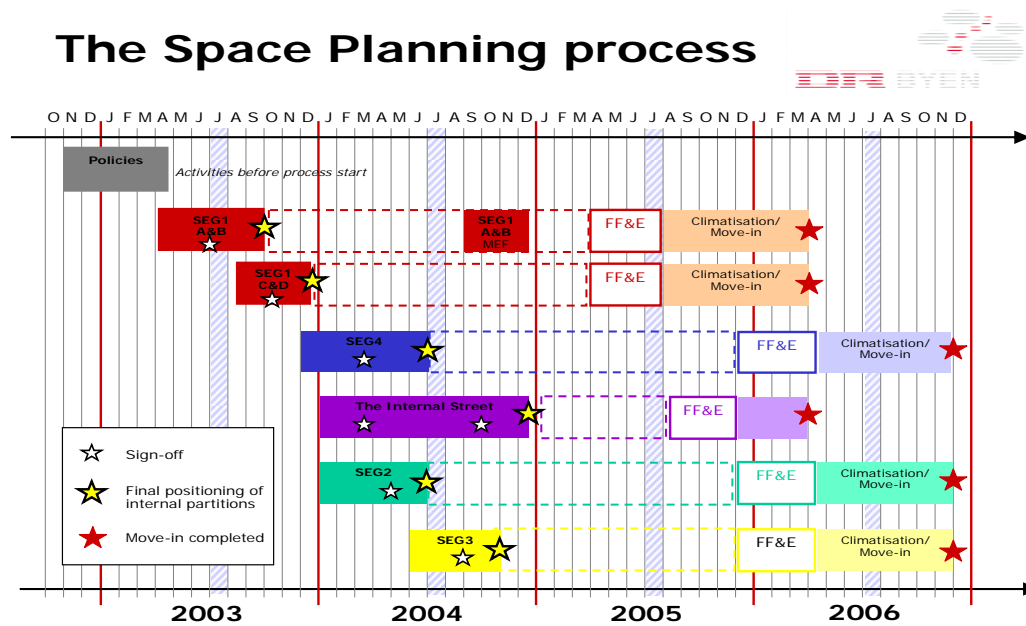 The Space Planning process
DR BYEN
O N D J F M A M J J A S O N D J F M A M J J A S O N D J F M A M J J A S O N D J F M A M J J A S O N D
Policies
Activities before process start
SEG1
A&B
SEG1
A&B
MEF
FF&E
Climatisation/
Move-in
SEG1
C&D
FF&E
Climatisation/
Move-in
SEG4
FF&E
Climatisation/
Move-in
The Internal Street
FF&E
SEG2
FF&E
Climatisation/
Move-in
SEG3
FF&E
Climatisation/
Move-in
Sign-off
Final positioning of
internal partitions
Move-in completed
2003 2004 2005 2006